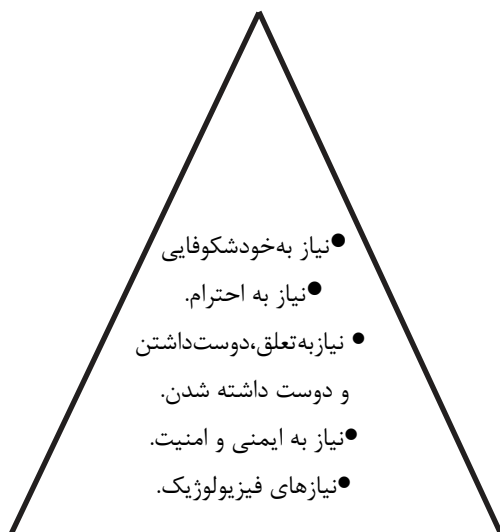 ●نیاز به‌خودشکوفایی
●نیاز به احترام.
● نیازبه‌تعلق،دوست‌داشتن
و دوست داشته شدن.
●نیاز به ایمنی و امنیت.
●نیازهای فیزیولوژیک.